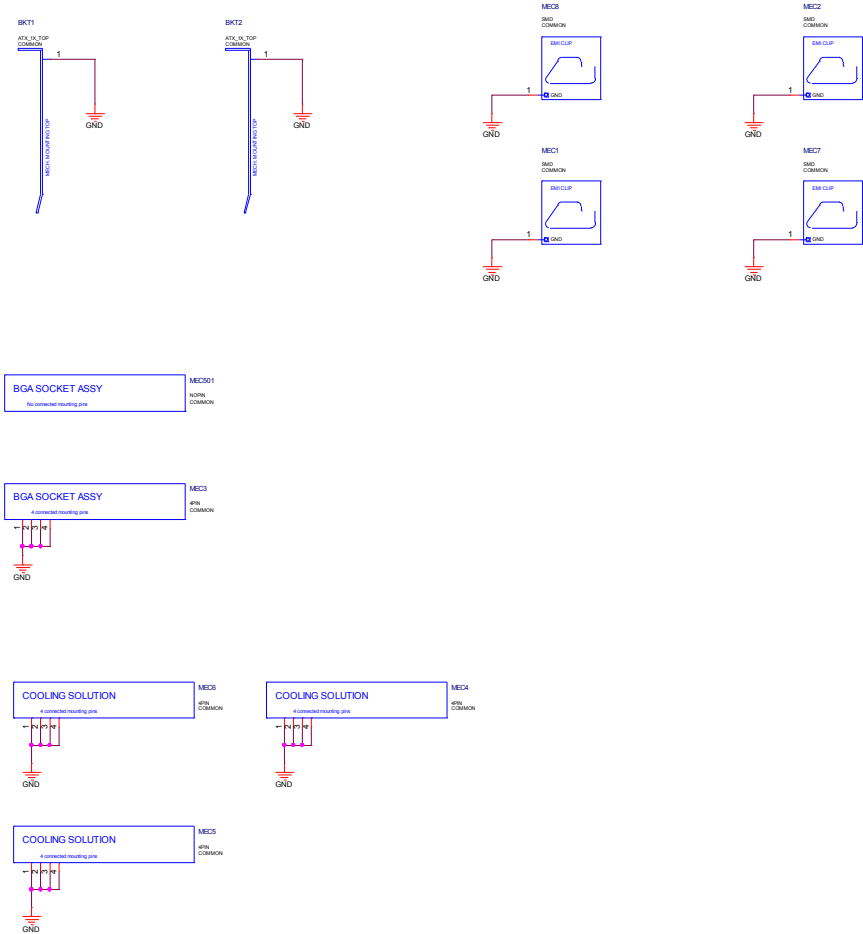 BKT1
ATX_1X_TOP
COMMON
1
MECH. MOUNTING TOP
GND
BKT2
ATX_1X_TOP
COMMON
1
MECH. MOUNTING TOP
GND
MEC8
SMD
COMMON
EMI CLIP
1
GND
GND
MEC2
SMD
COMMON
EMI CLIP
1
GND
GND
MEC1
SMD
COMMON
EMI CLIP
1
GND
GND
MEC7
SMD
COMMON
EMI CLIP
1
GND
GND
BGA SOCKET ASSY
No connected mounting pins
MEC501
NOPIN
COMMON
BGA SOCKET ASSY
4 connected mounting pins
MEC3
4PIN
COMMON
1 2 3 4
GND
COOLING SOLUTION
4 connected mounting pins
MEC6
4PIN
COMMON
1 2 3 4
GND
COOLING SOLUTION
4 connected mounting pins
MEC4
4PIN
COMMON
1 2 3 4
GND
COOLING SOLUTION
4 connected mounting pins
MEC5
4PIN
COMMON
1 2 3 4
GND